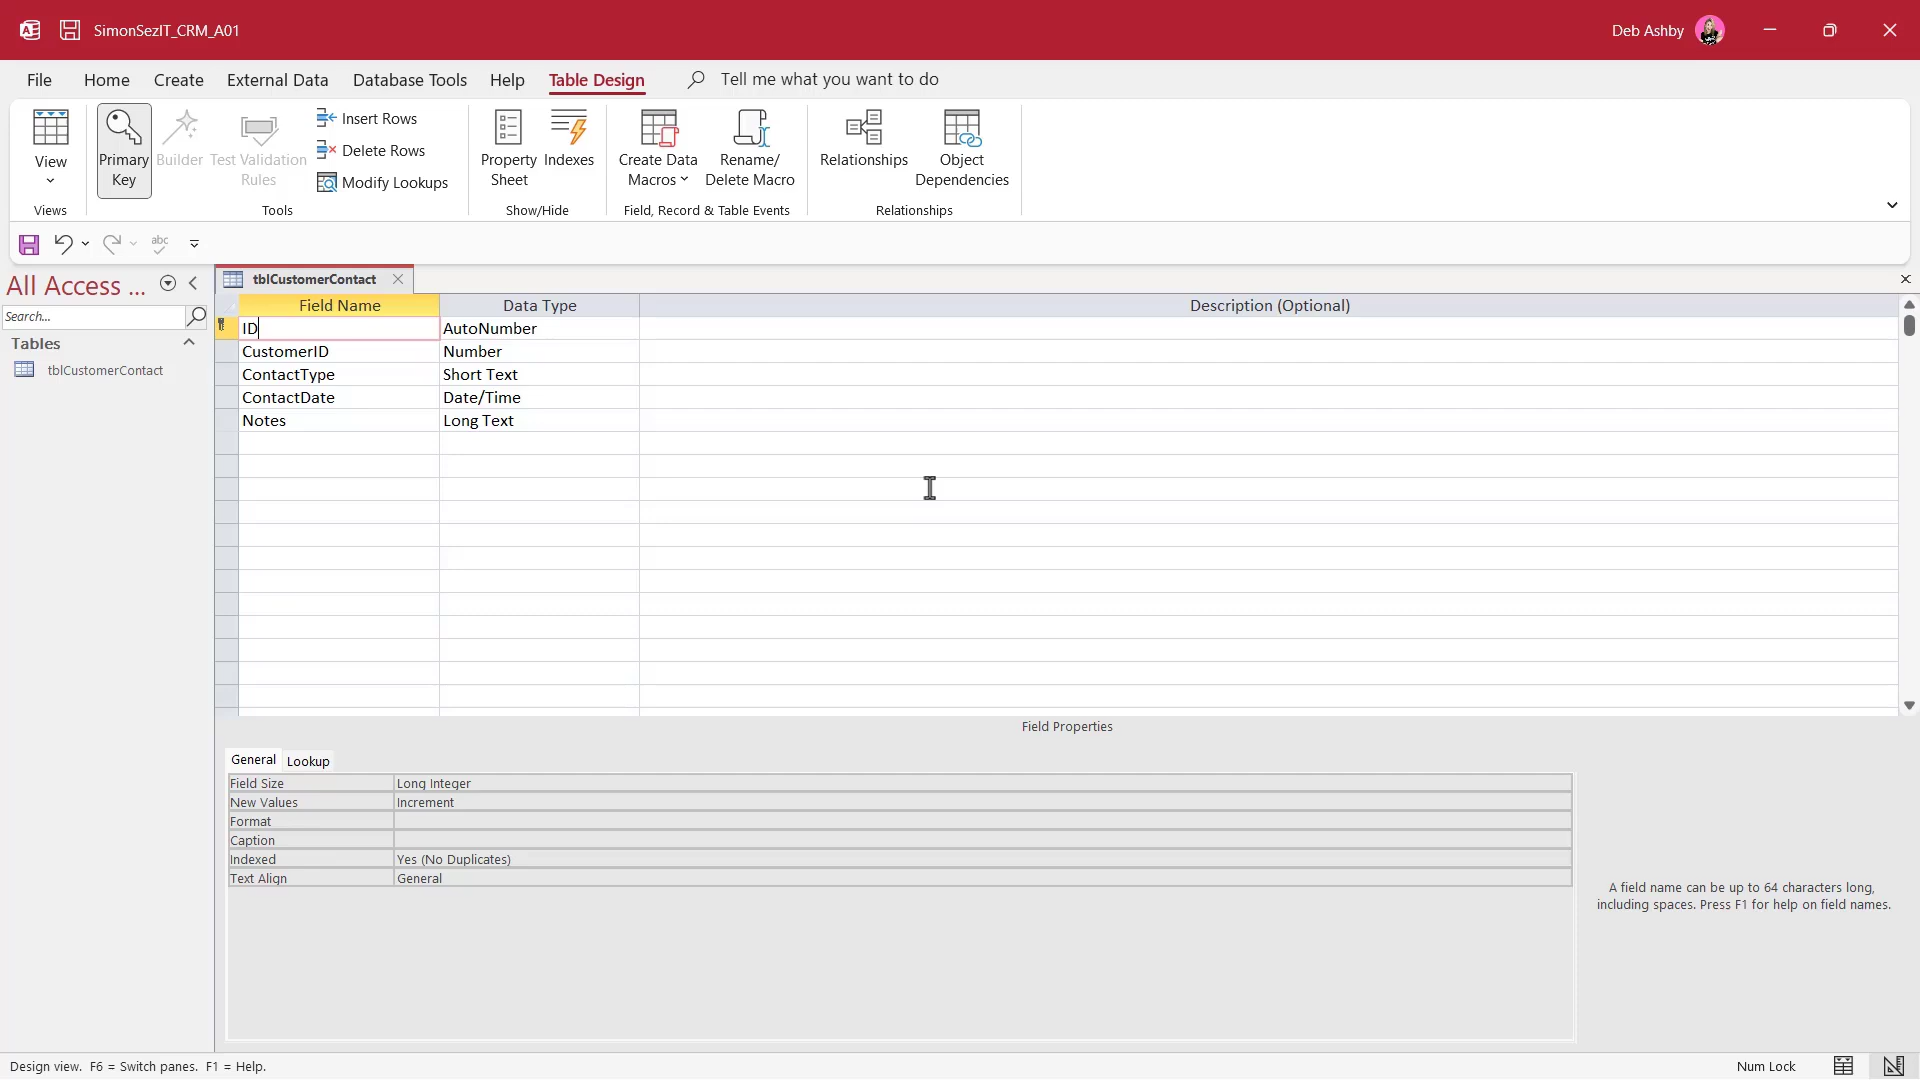 SimonSezIT_CRM_A01
Deb Ashby
File
Home
Create
External Data
Database Tools
Help
Table Design
Tell me what you want to do
View
Views
Primary
Key
Builder
Test Validation
Rules
Insert Rows
Delete Rows
Modify Lookups
Tools
Property
Sheet
Indexes
Show/Hide
Create Data
Macros
Rename/
Delete Macro
Field, Record & Table Events
Relationships
Object
Dependencies
Relationships
abc
All Access ...
Search...
Tables
tblCustomerContact
tblCustomerContact
Field Name Data Type Description (Optional)
ID AutoNumber
CustomerID Number
ContactType Short Text
ContactDate Date/Time
Notes Long Text
Field Properties
General Lookup
Field Size Long Integer
New Values Increment
Format
Caption
Indexed Yes (No Duplicates)
Text Align General
A field name can be up to 64 characters long,
including spaces. Press F1 for help on field names.
Design view. F6 = Switch panes. F1 = Help.
Num Lock